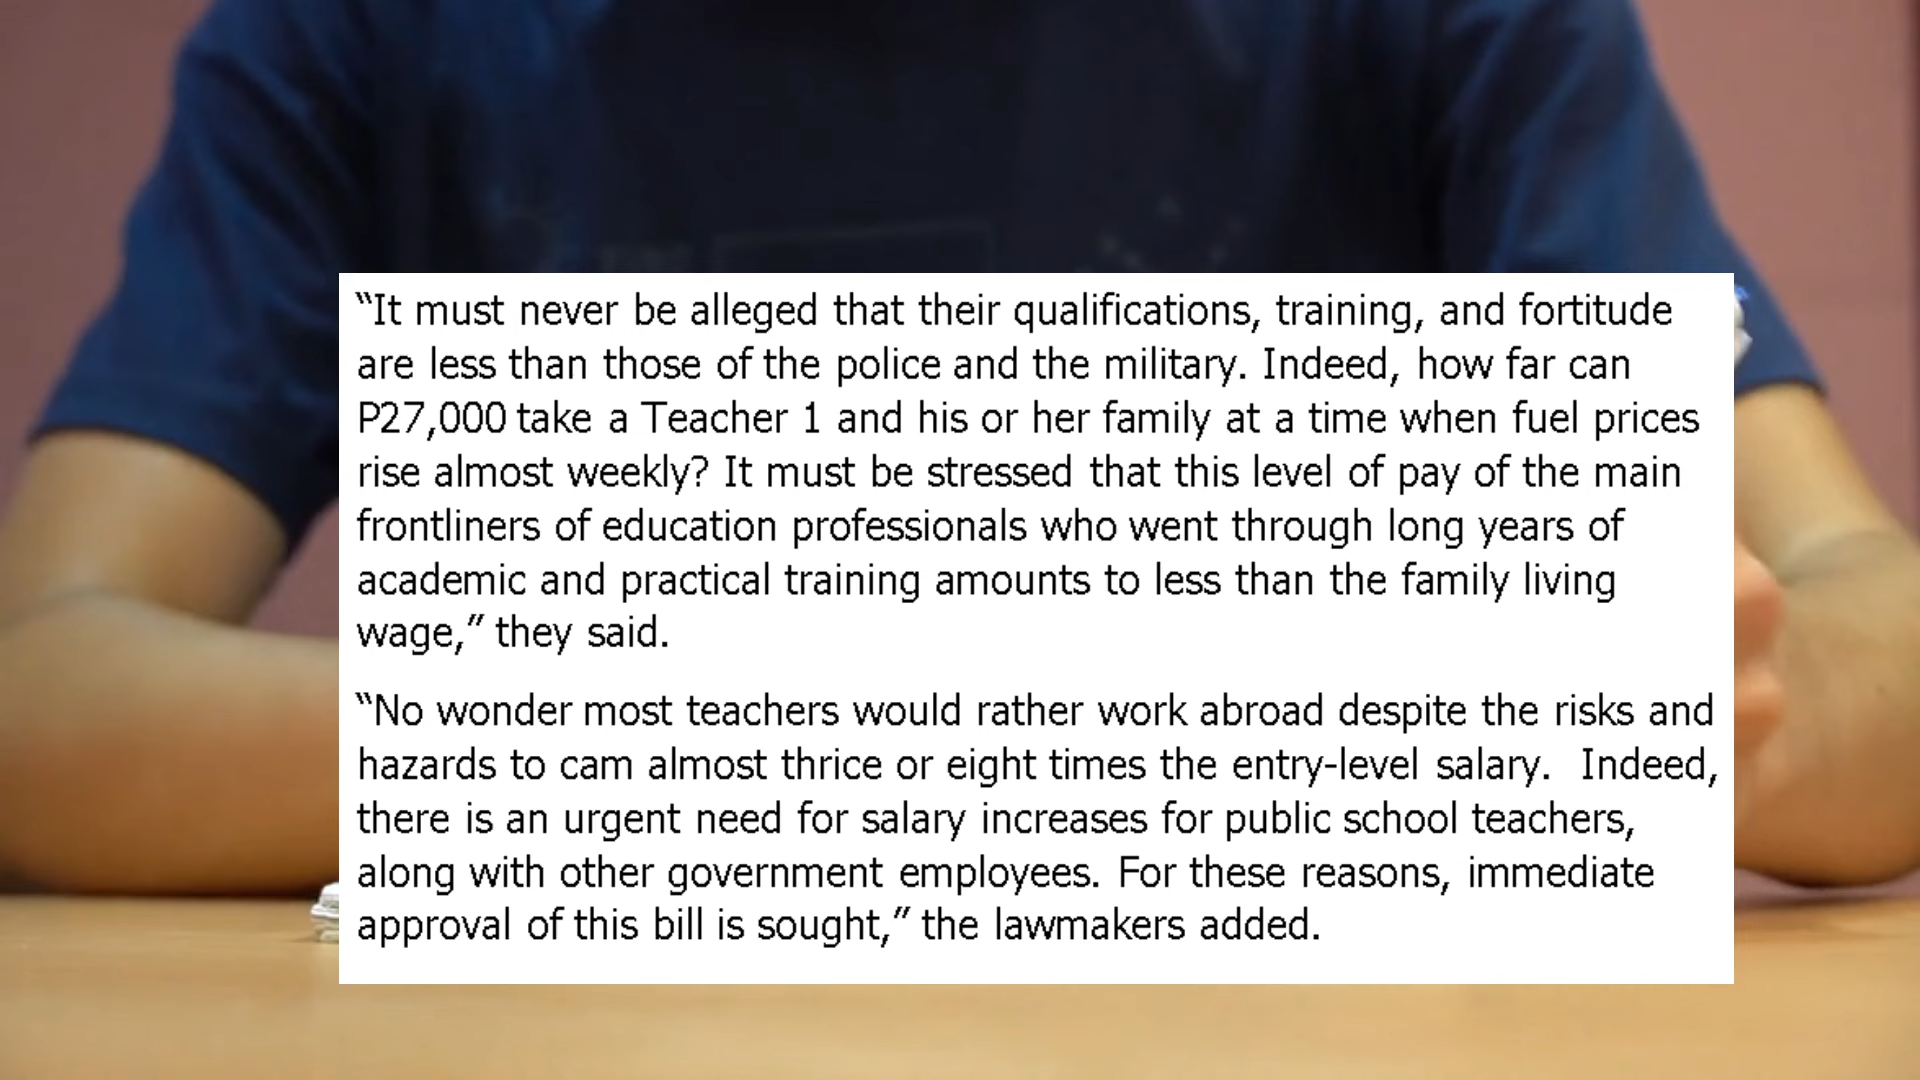 “It must never be alleged that their qualifications, training, and fortitude
are less than those of the police and the military. Indeed, how far can
P27,000 take a Teacher 1 and his or her family at a time when fuel prices
rise almost weekly? It must be stressed that this level of pay of the main
frontliners of education professionals who went through long years of
academic and practical training amounts to less than the family living
wage,” they said.
“No wonder most teachers would rather work abroad despite the risks and
hazards to cam almost thrice or eight times the entry-level salary.  Indeed,
there is an urgent need for salary increases for public school teachers,
along with other government employees. For these reasons, immediate
approval of this bill is sought,” the lawmakers added.